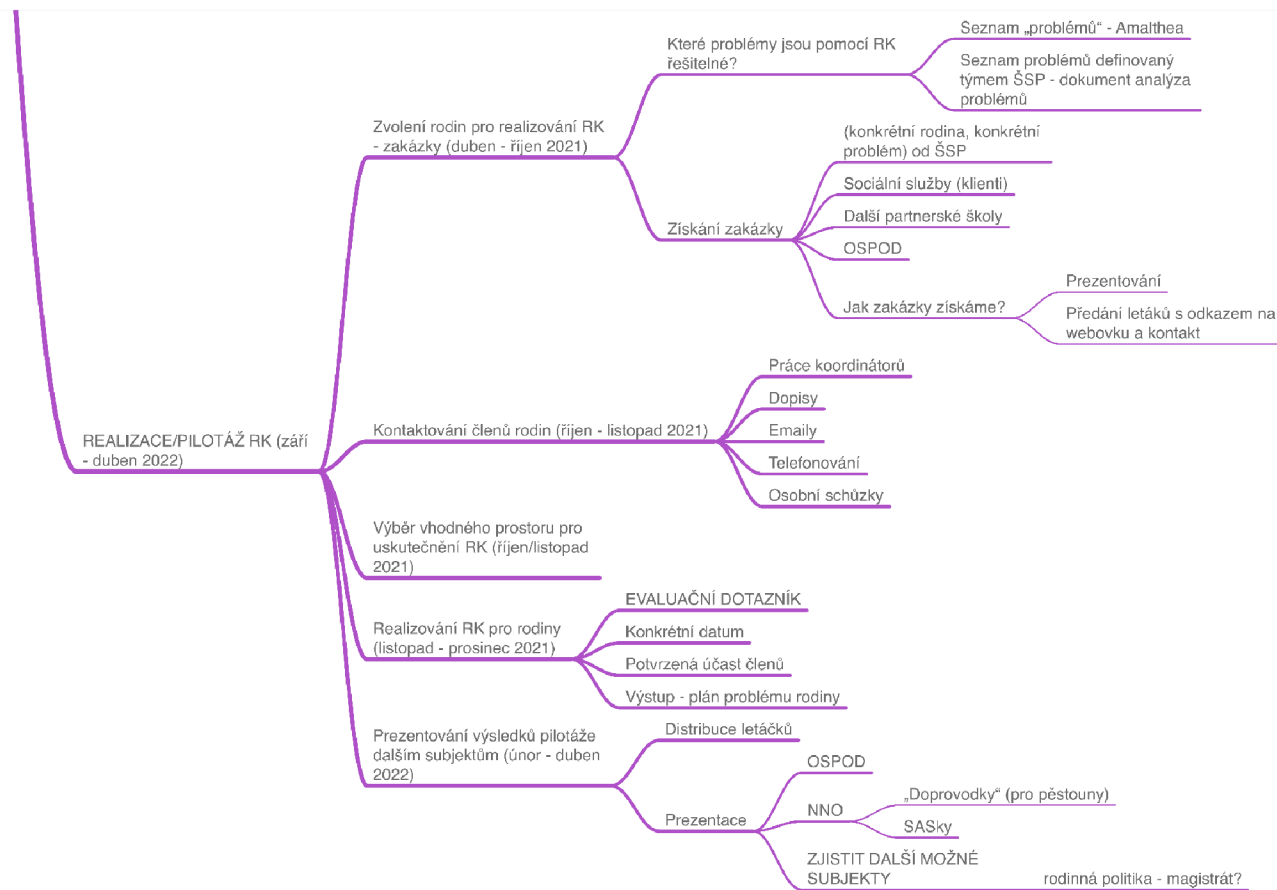 Seznam „problémů“ - Amalthea
Které problémy jsou pomocí RK
řešitelné?
Seznam problémů definovaný
týmem ŠSP - dokument analýza
problémů
Zvolení rodin pro realizování RK
- zakázky (duben - říjen 2021)
(konkrétní rodina, konkrétní
problém) od ŠSP
Sociální služby (klienti)
Získání zakázky
Další partnerské školy
OSPOD
Jak zakázky získáme?
Prezentování
Předání letáků s odkazem na
webovku a kontakt
REALIZACE/PILOTÁŽ RK (září
- duben 2022)
Kontaktování členů rodin (říjen - listopad 2021)
Práce koordinátorů
Dopisy
Emaily
Telefonování
Osobní schůzky
Výběr vhodného prostoru pro
uskutečnění RK (říjen/listopad
2021)
Realizování RK pro rodiny
(listopad - prosinec 2021)
EVALUAČNÍ DOTAZNÍK
Konkrétní datum
Potvrzená účast členů
Výstup - plán problému rodiny
Prezentování výsledků pilotáže
dalším subjektům (únor - duben
2022)
Distribuce letáčků
Prezentace
OSPOD
NNO
„Doprovodky“ (pro pěstouny)
SASky
ZJISTIT DALŠÍ MOŽNÉ
SUBJEKTY
rodinná politika - magistrát?